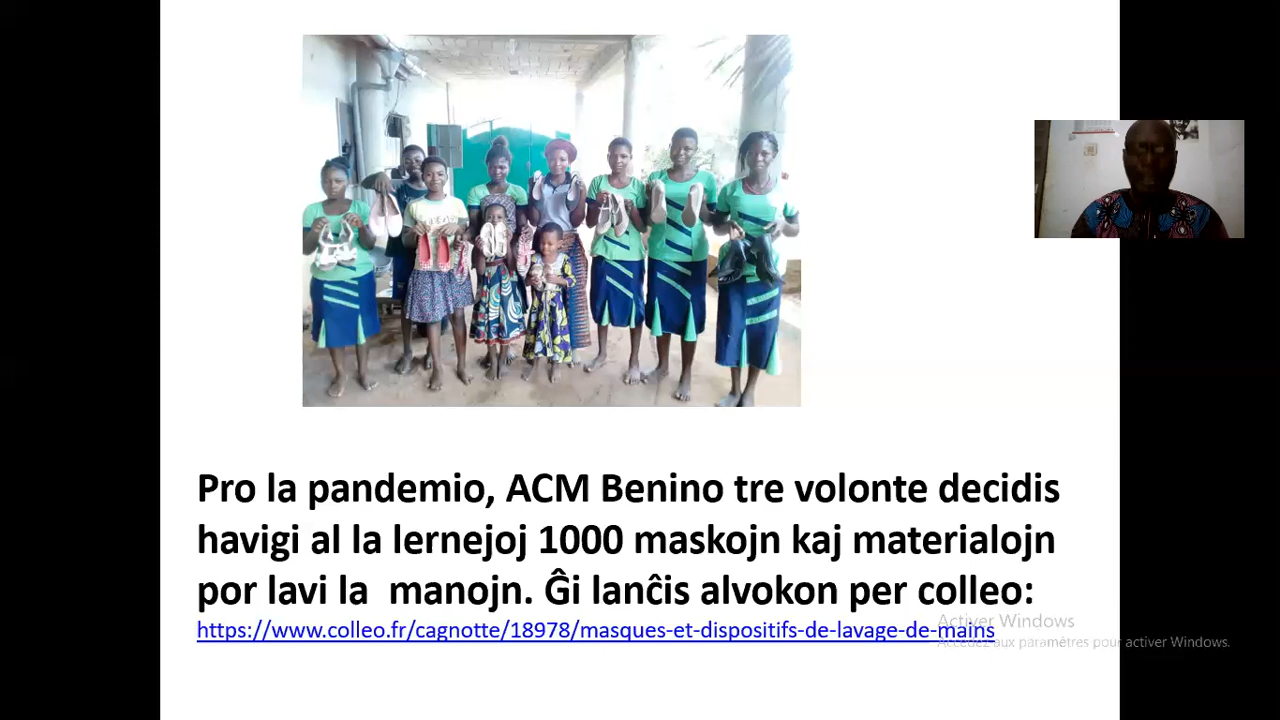 Pro la pandemio, ACM Benino tre volonte decidis
havigi al la lernejoj 1000 maskojn kaj materialojn
por lavi la  manojn. Ĝi lanĉis alvokon per colleo:
https://www.colleo.fr/cagnotte/18978/masques-et-dispositifs-de-lavage-de-mains
Activer Windows
Accédez aux paramètres pour activer Windows.